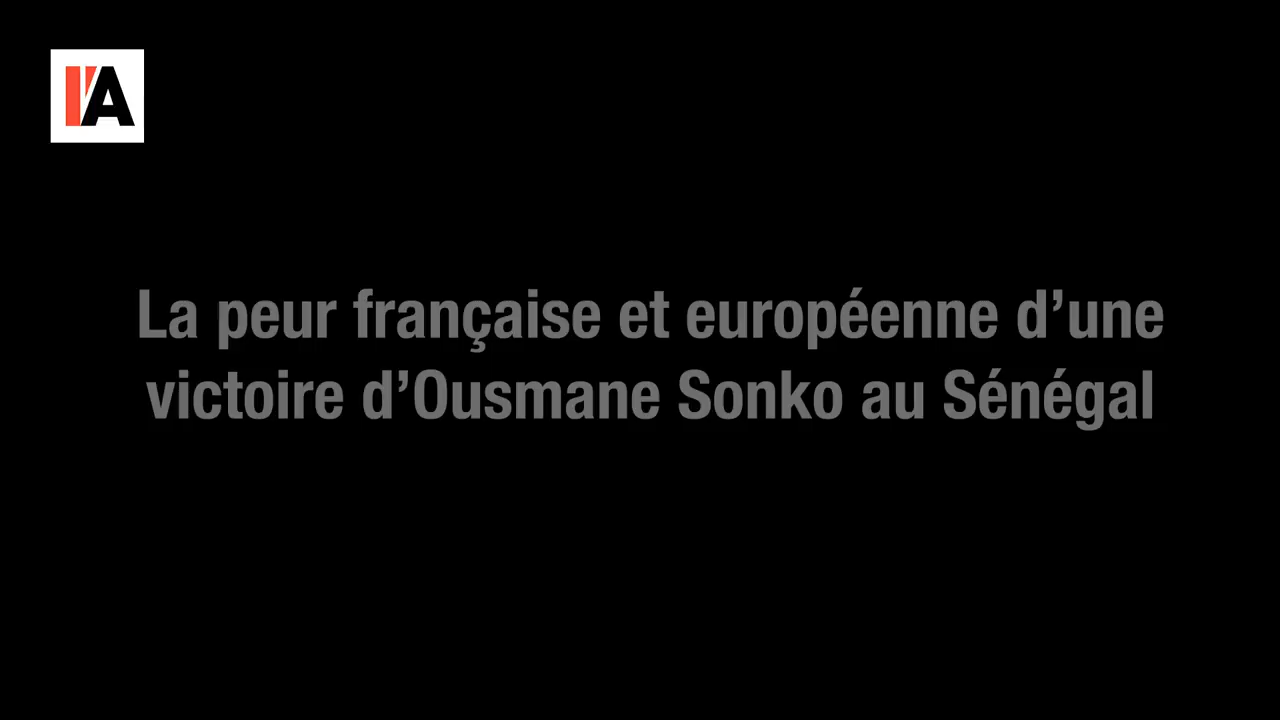 l'A
La peur française et européenne d’une
victoire d’Ousmane Sonko au Sénégal